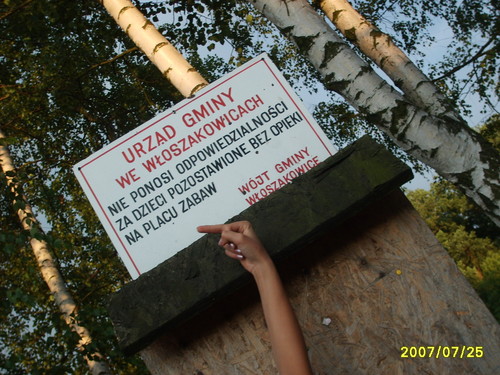 URZĄD GMINY
WE WŁOSZAKOWICACH
NIE PONOSI ODPOWIEDZIALNOŚCI
ZA DZIECI POZOSTAWIONE BEZ OPIEKI
NA PLACU ZABAW
WÓJT GMINY
WŁOSZAKOWICE
2007/07/25